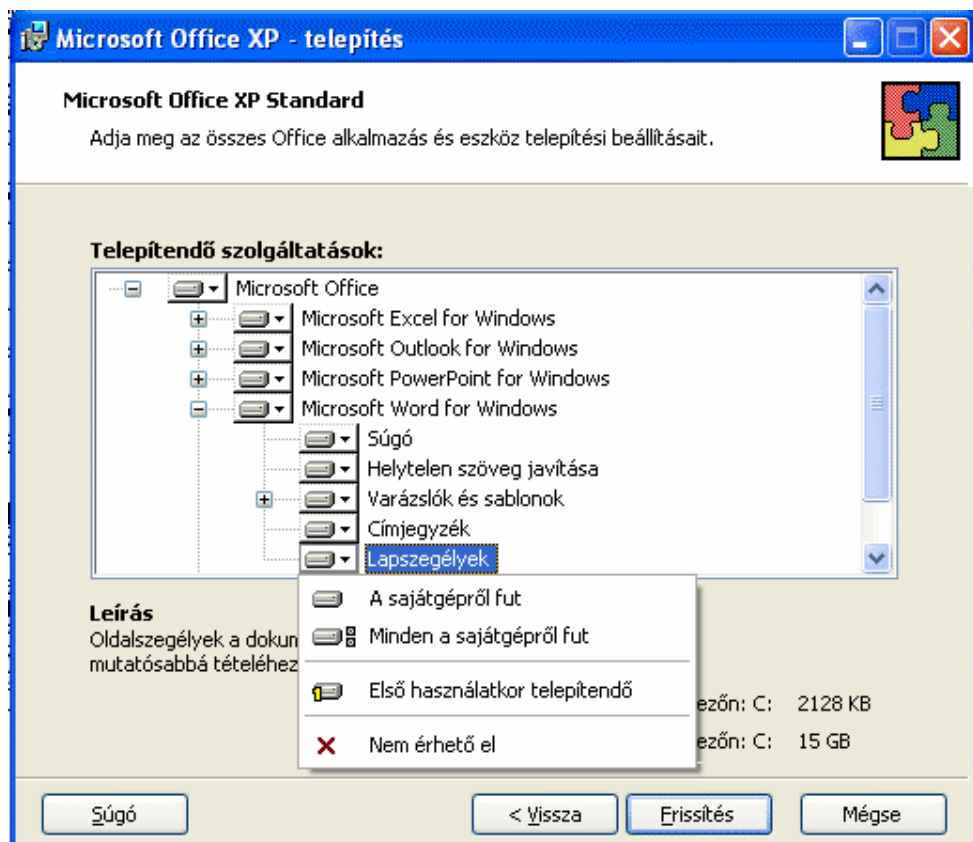 Microsoft Office XP - telepítés
Microsoft Office XP Standard
Adja meg az összes Office alkalmazás és eszköz telepítési beállításait.
Telepítendő szolgáltatások:
Microsoft Office
Microsoft Excel for Windows
Microsoft Outlook for Windows
Microsoft PowerPoint for Windows
Microsoft Word for Windows
Súgó
Helytelen szöveg javítása
Varázslók és sablonok
Címjegyzék
Lapszegélyek
A sajátgépről fut
Minden a sajátgépről fut
Első használatkor telepítendő
Nem érhető el
Leírás
Oldalszegélyek a dokun
mutatósabbá tételéhez
ezőn: C: 2128 KB
ezőn: C: 15 GB
Súgó
< Vissza
Frissítés
Mégse